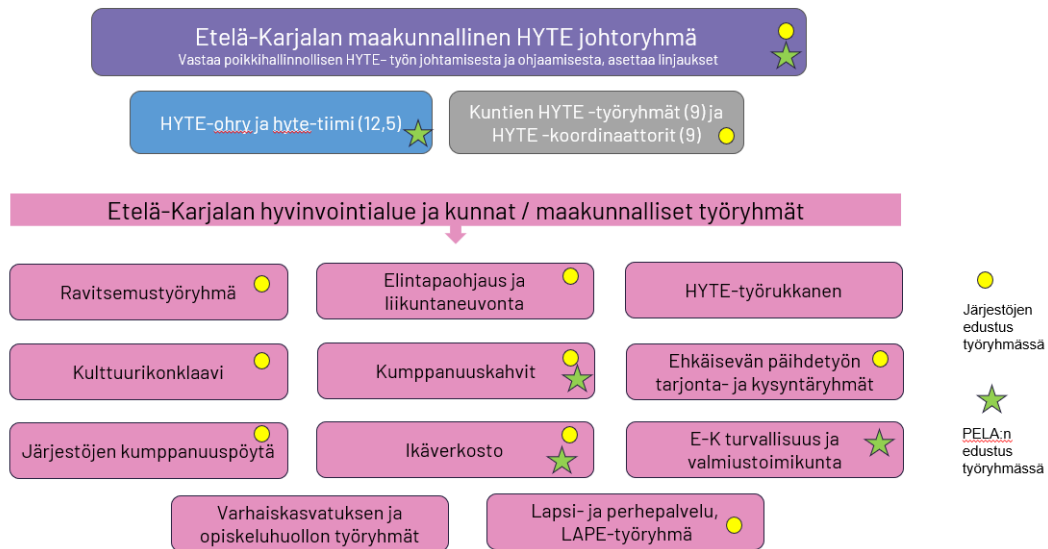 Etelä-Karjalan maakunnallinen HYTE johtoryhmä
Vastaa poikkihallinnollisen HYTE- työn johtamisesta ja ohjaamisesta, asettaa linjaukset
HYTE-ohry ja hyte-tiimi (12,5)
Kuntien HYTE -työryhmät (9) ja
HYTE -koordinaattorit (9)
Etelä-Karjalan hyvinvointialue ja kunnat / maakunnalliset työryhmät
Ravitsemustyöryhmä
Elintapaohjaus ja
liikuntaneuvonta
HYTE-työrukkanen
Kulttuurikonklaavi
Kumppanuuskahvit
Ehkäisevän päihdetyön
tarjonta- ja kysyntäryhmät
Järjestöjen kumppanuuspöytä
Ikäverkosto
E-K turvallisuus ja
valmiustoimikunta
Varhaiskasvatuksen ja
opiskeluhuollon työryhmät
Lapsi- ja perhepalvelu,
LAPE-työryhmä
Järjestöjen
edustus
työryhmässä
PELA:n
edustus
työryhmässä